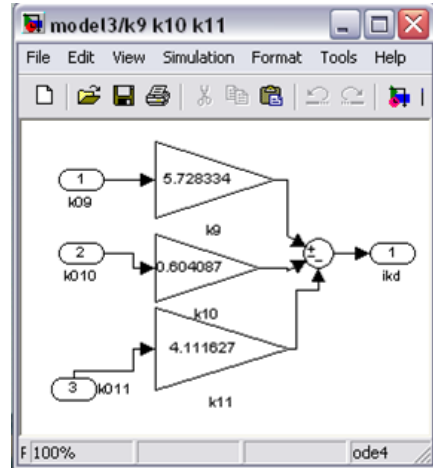 model3/k9 k10 k11
File Edit View Simulation Format Tools Help
1
k09
5.728334
k9
2
k010
0.604087
k10
3
k011
4.111627
k11
+
-
-
1
ikd
F 100%
ode4